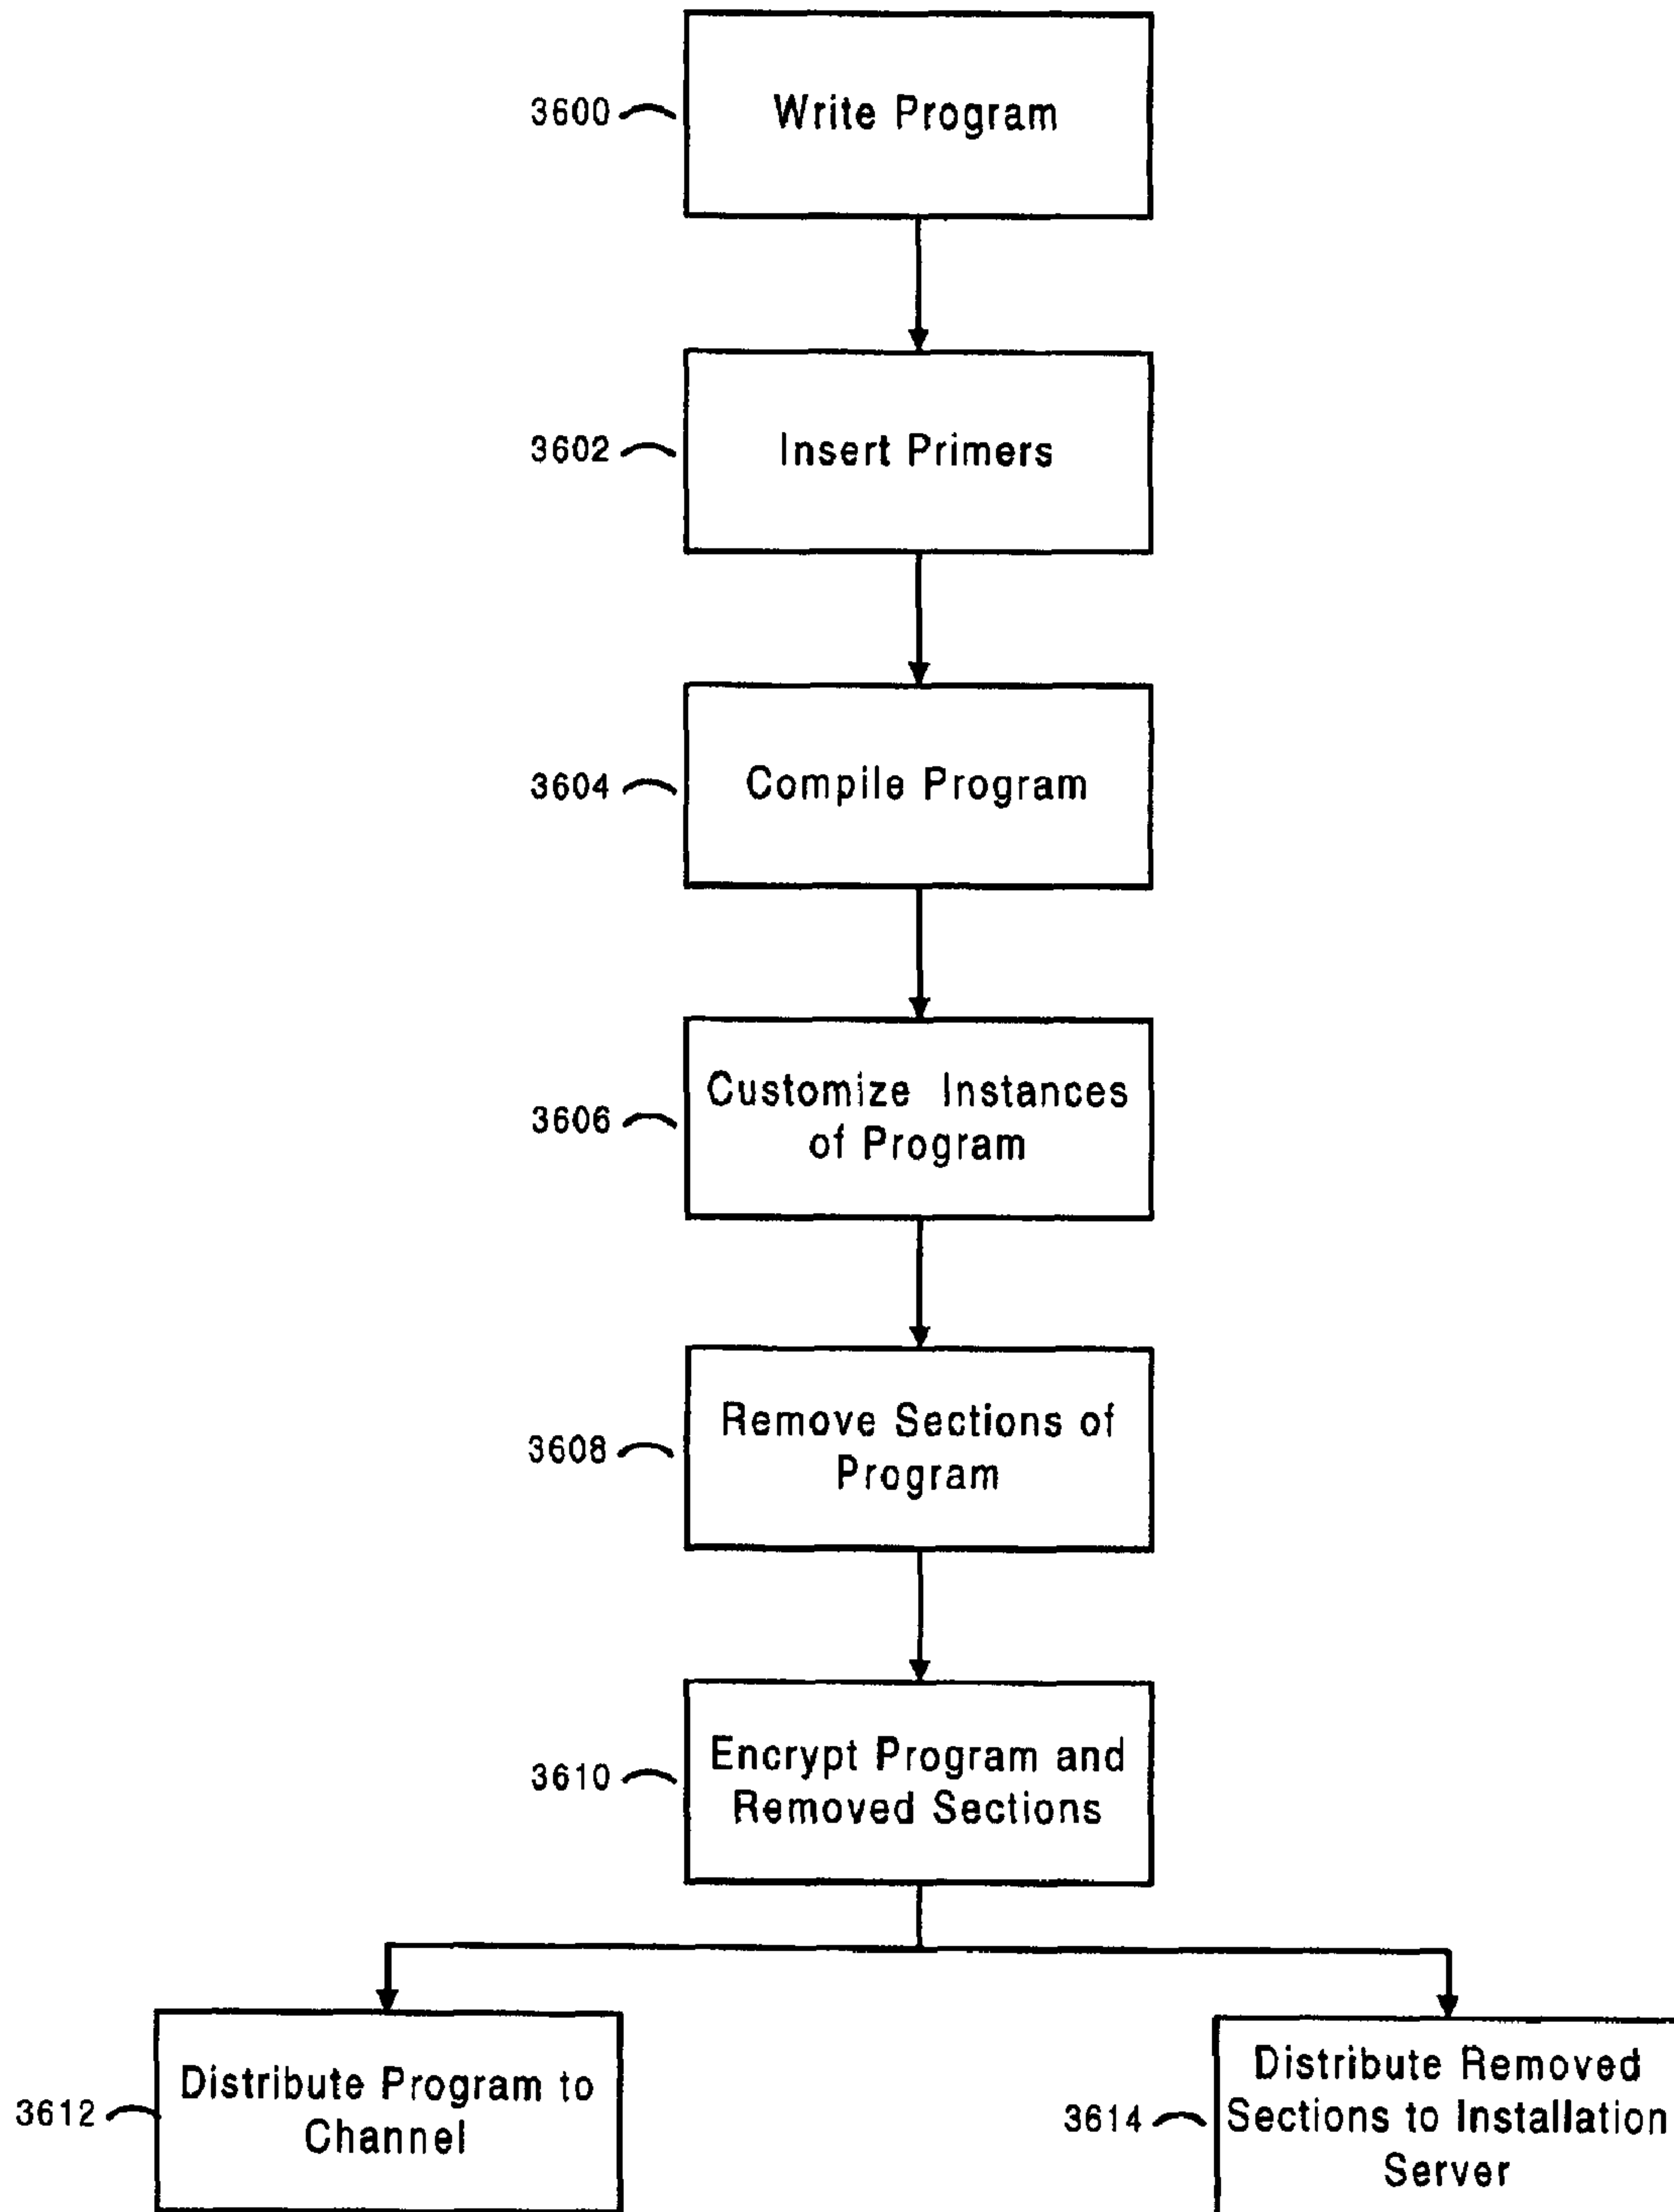 3600
Write Program
3602
Insert Primers
3604
Compile Program
3606
Customize Instances
of Program
3608
Remove Sections of
Program
3610
Encrypt Program and
Removed Sections
3612
Distribute Program to
Channel
3614
Distribute Removed
Sections to Installation
Server